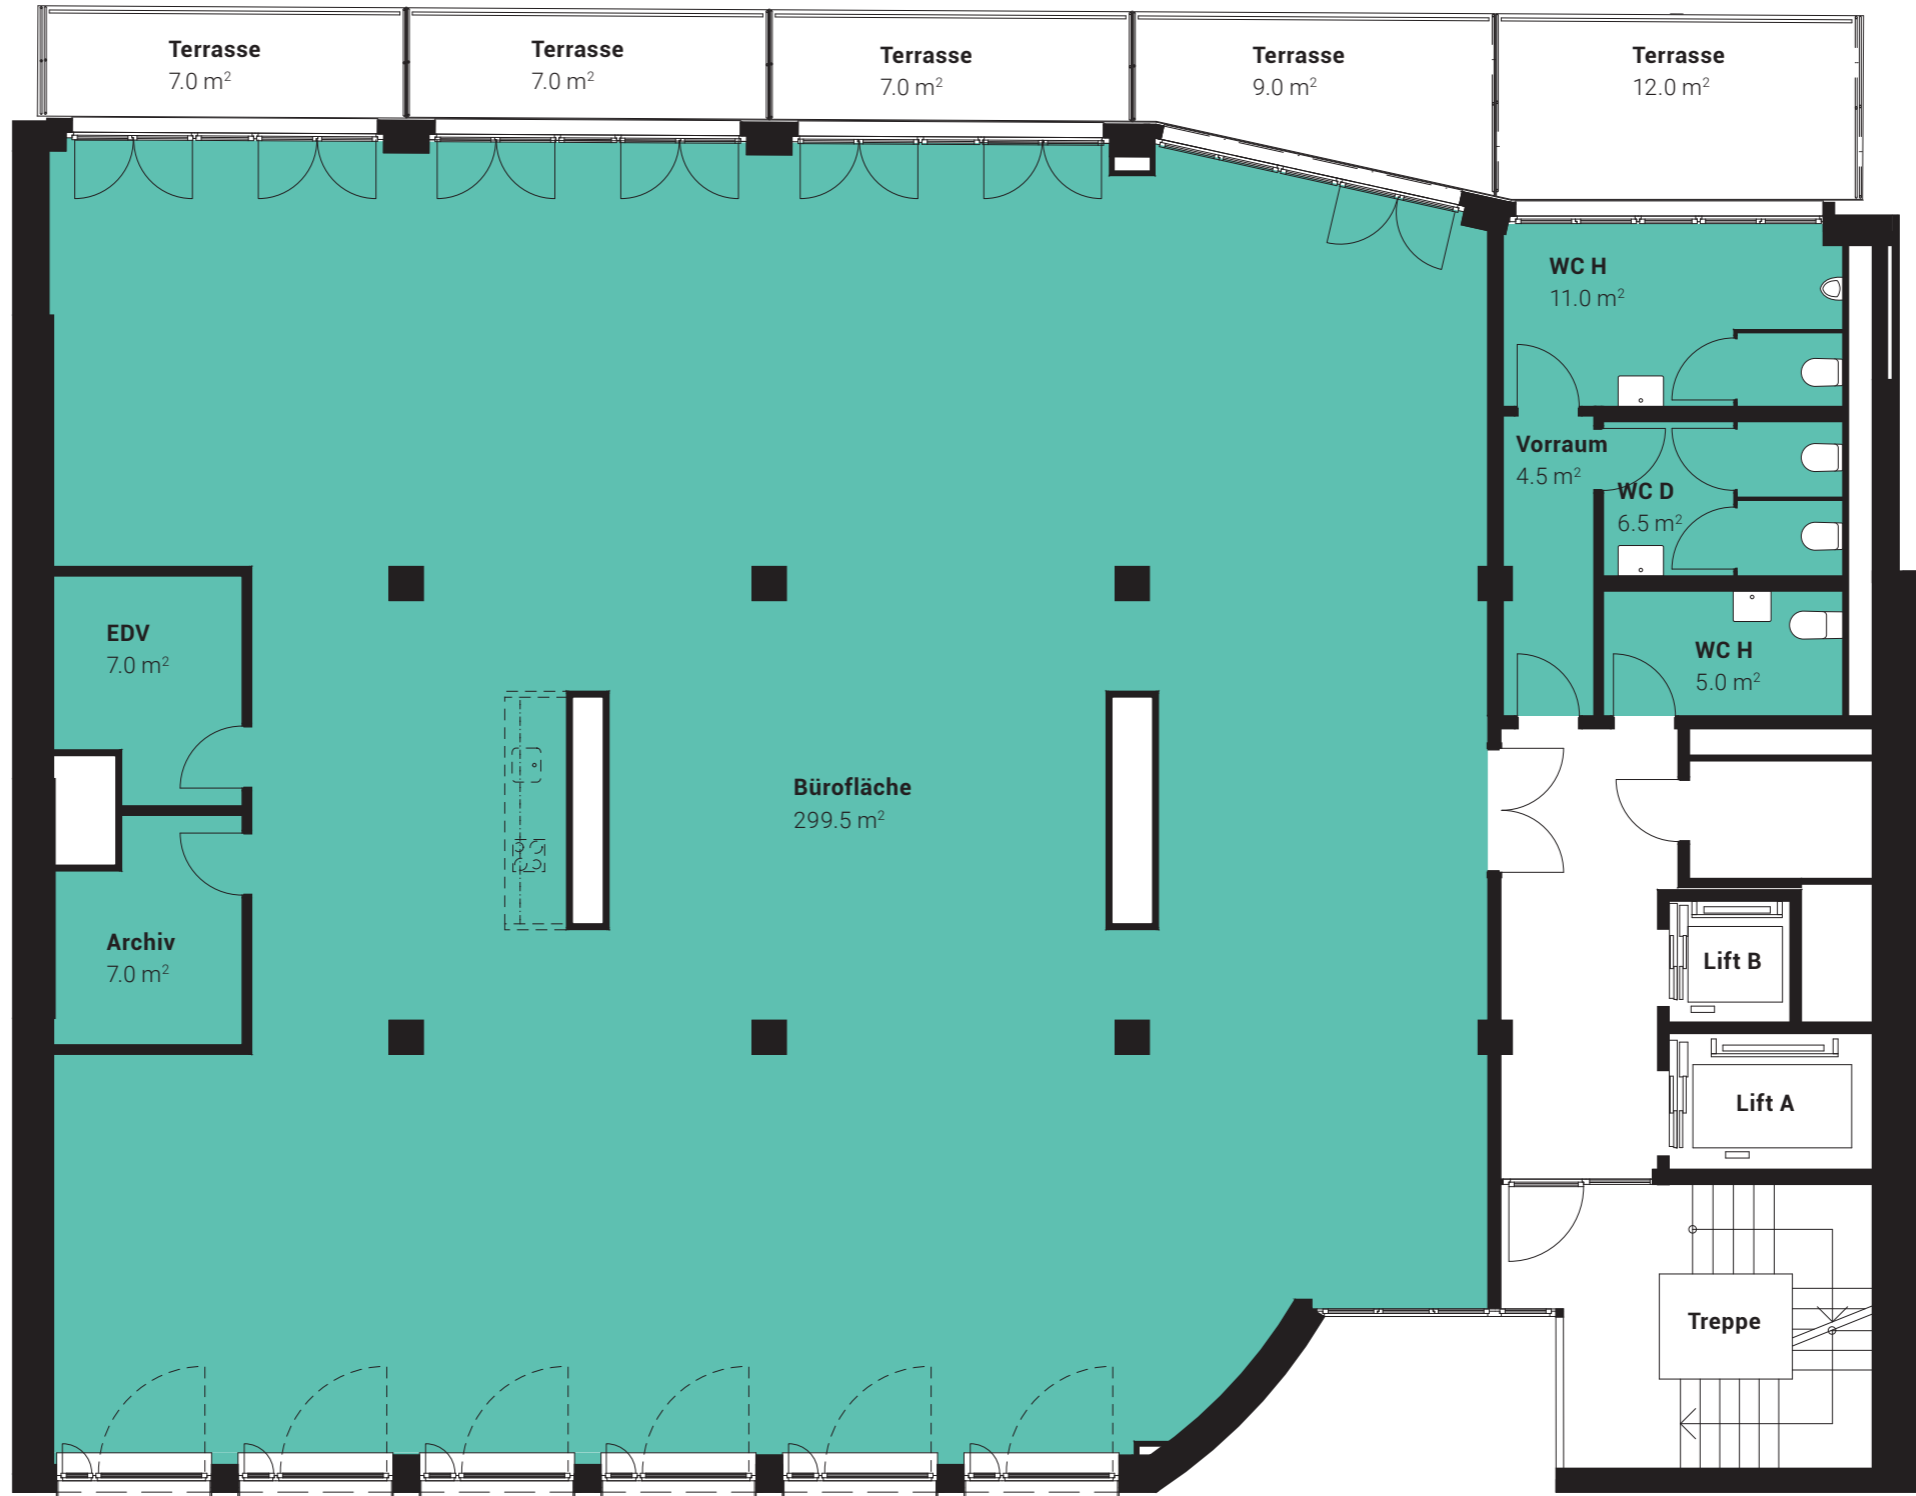 Terrasse
7.0 m²
Terrasse
7.0 m²
Terrasse
7.0 m²
Terrasse
9.0 m²
Terrasse
12.0 m²
WC H
11.0 m²
Vorraum
4.5 m²
WC D
6.5 m²
EDV
7.0 m²
WC H
5.0 m²
Bürofläche
299.5 m²
Archiv
7.0 m²
Lift B
Lift A
Treppe